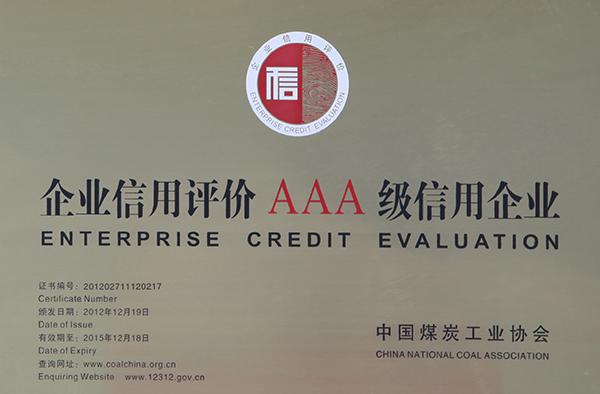 企业信用评价
信
ENTERPRISE CREDIT EVALUATION
企业信用评价 AAA 级信用企业
ENTERPRISE CREDIT EVALUATION
证书编号：201202711120217
Certificate Number
颁发日期：2012年12月19日
Date of Issue
有效期至：2015年12月18日
Date of Expiry
查询网址：www.coalchina.org.cn
Enquiring Website www.12312.gov.cn
中国煤炭工业协会
CHINA NATIONAL COAL ASSOCIATION